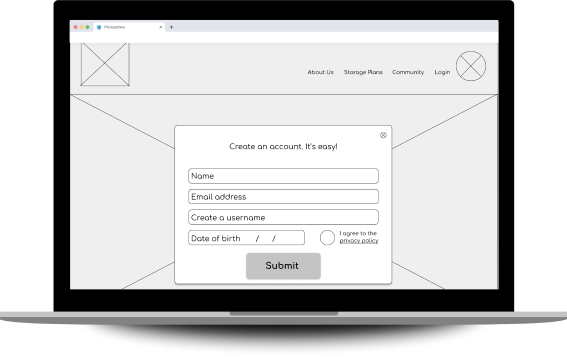 Photosphere
About Us Storage Plans Community Login
Create an account. It's easy!
Name
Email address
Create a username
Date of birth / /
I agree to the
privacy policy
Submit